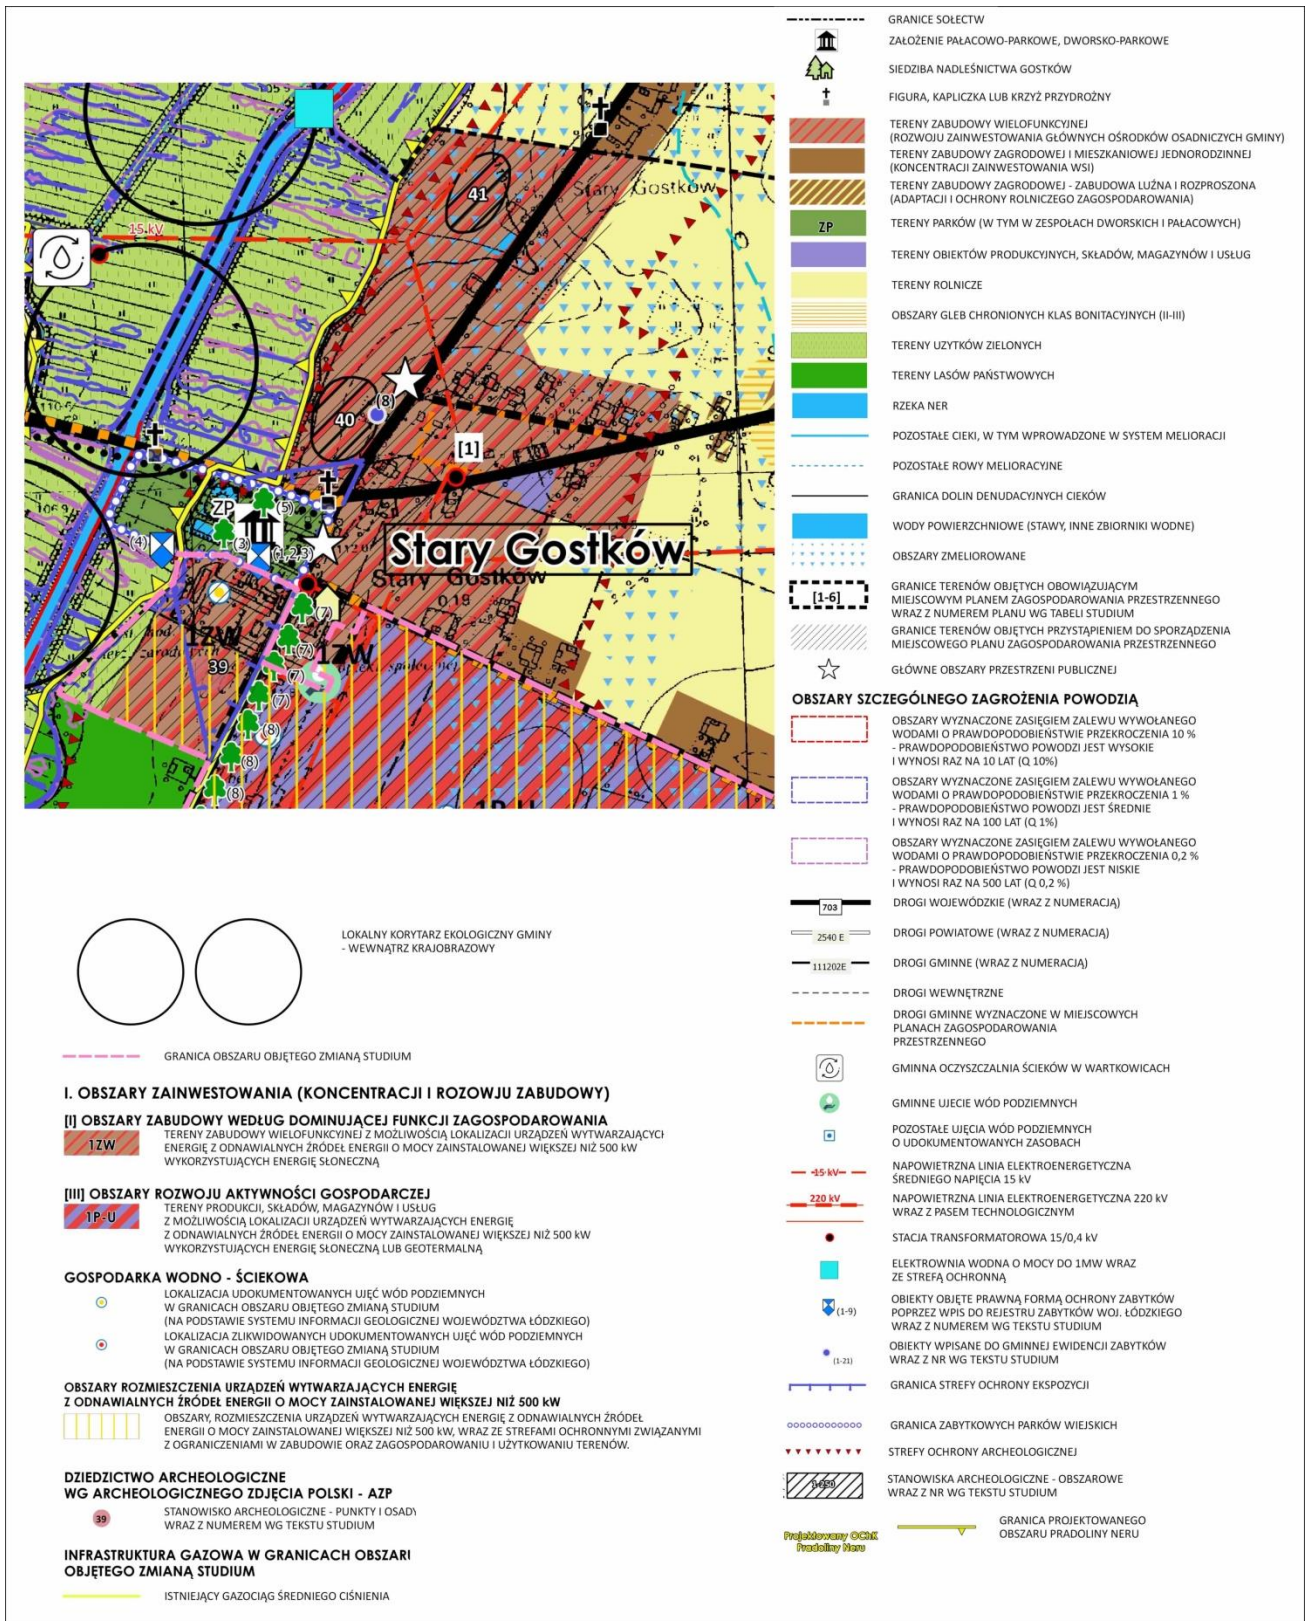 15 kV
41
Stary Gostków
40
(8)
[1]
ZP
(5)
(4)
(3)
(1,2,3)
Stary Gostków
Stary Gostków
0,19
(7)
1ZW
1ZW
39
(7)
(7)
(7)
(8)
(8)
(8)
1P-U
LOKALNY KORYTARZ EKOLOGICZNY GMINY
- WEWNĄTRZ KRAJOBRAZOWY
GRANICA OBSZARU OBJĘTEGO ZMIANĄ STUDIUM
I. OBSZARY ZAINWESTOWANIA (KONCENTRACJI I ROZOWJU ZABUDOWY)
[I] OBSZARY ZABUDOWY WEDŁUG DOMINUJĄCEJ FUNKCJI ZAGOSPODAROWANIA
1ZW
TERENY ZABUDOWY WIELOFUNKCYJNEJ Z MOŻLIWOŚCIĄ LOKALIZACJI URZĄDZEŃ WYTWARZAJĄCYCH
ENERGIĘ Z ODNAWIALNYCH ŹRÓDEŁ ENERGII O MOCY ZAINSTALOWANEJ WIĘKSZEJ NIŻ 500 kW
WYKORZYSTUJĄCYCH ENERGIĘ SŁONECZNĄ
[III] OBSZARY ROZWOJU AKTYWNOŚCI GOSPODARCZEJ
1P-U
TERENY PRODUKCJI, SKŁADÓW, MAGAZYNÓW I USŁUG
Z MOŻLIWOŚCIĄ LOKALIZACJI URZĄDZEŃ WYTWARZAJĄCYCH ENERGIĘ
Z ODNAWIALNYCH ŹRÓDEŁ ENERGII O MOCY ZAINSTALOWANEJ WIĘKSZEJ NIŻ 500 kW
WYKORZYSTUJĄCYCH ENERGIĘ SŁONECZNĄ LUB GEOTERMALNĄ
GOSPODARKA WODNO - ŚCIEKOWA
LOKALIZACJA UDOKUMENTOWANYCH UJĘĆ WÓD PODZIEMNYCH
W GRANICACH OBSZARU OBJĘTEGO ZMIANĄ STUDIUM
(NA PODSTAWIE SYSTEMU INFORMACJI GEOLOGICZNEJ WOJEWÓDZTWA ŁÓDZKIEGO)
LOKALIZACJA ZLIKWIDOWANYCH UDOKUMENTOWANYCH UJĘĆ WÓD PODZIEMNYCH
W GRANICACH OBSZARU OBJĘTEGO ZMIANĄ STUDIUM
(NA PODSTAWIE SYSTEMU INFORMACJI GEOLOGICZNEJ WOJEWÓDZTWA ŁÓDZKIEGO)
OBSZARY ROZMIESZCZENIA URZĄDZEŃ WYTWARZAJĄCYCH ENERGIĘ
Z ODNAWIALNYCH ŹRÓDEŁ ENERGII O MOCY ZAINSTALOWANEJ WIĘKSZEJ NIŻ 500 kW
OBSZARY, ROZMIESZCZENIA URZĄDZEŃ WYTWARZAJĄCYCH ENERGIĘ Z ODNAWIALNYCH ŹRÓDEŁ
ENERGII O MOCY ZAINSTALOWANEJ WIĘKSZEJ NIŻ 500 kW, WRAZ ZE STREFAMI OCHRONNYMI ZWIĄZANYMI
Z OGRANICZENIAMI W ZABUDOWIE ORAZ ZAGOSPODAROWANIU I UŻYTKOWANIU TERENÓW.
DZIEDZICTWO ARCHEOLOGICZNE
WG ARCHEOLOGICZNEGO ZDJĘCIA POLSKI - AZP
39
STANOWISKO ARCHEOLOGICZNE - PUNKTY I OSADY
WRAZ Z NUMEREM WG TEKSTU STUDIUM
INFRASTRUKTURA GAZOWA W GRANICACH OBSZARU
OBJĘTEGO ZMIANĄ STUDIUM
ISTNIEJĄCY GAZOCIĄG ŚREDNIEGO CIŚNIENIA
GRANICE SOŁECTW
ZAŁOŻENIE PAŁACOWO-PARKOWE, DWORSKO-PARKOWE
SIEDZIBA NADLEŚNICTWA GOSTKÓW
FIGURA, KAPLICZKA LUB KRZYŻ PRZYDROŻNY
TERENY ZABUDOWY WIELOFUNKCYJNEJ
(ROZWOJU ZAINWESTOWANIA GŁÓWNYCH OŚRODKÓW OSADNICZYCH GMINY)
TERENY ZABUDOWY ZAGRODOWEJ I MIESZKANIOWEJ JEDNORODZINNEJ
(KONCENTRACJI ZAINWESTOWANIA WSI)
TERENY ZABUDOWY ZAGRODOWEJ - ZABUDOWA LUŹNA I ROZPROSZONA
(ADAPTACJI I OCHRONY ROLNICZEGO ZAGOSPODAROWANIA)
ZP
TERENY PARKÓW (W TYM W ZESPOŁACH DWORSKICH I PAŁACOWYCH)
TERENY OBIEKTÓW PRODUKCYJNYCH, SKŁADÓW, MAGAZYNÓW I USŁUG
TERENY ROLNICZE
OBSZARY GLEB CHRONIONYCH KLAS BONITACYJNYCH (II-III)
TERENY UZYTKÓW ZIELONYCH
TERENY LASÓW PAŃSTWOWYCH
RZEKA NER
POZOSTAŁE CIEKI, W TYM WPROWADZONE W SYSTEM MELIORACJI
POZOSTAŁE ROWY MELIORACYJNE
GRANICA DOLIN DENUDACYJNYCH CIEKÓW
WODY POWIERZCHNIOWE (STAWY, INNE ZBIORNIKI WODNE)
OBSZARY ZMELIOROWANE
[1-6]
GRANICE TERENÓW OBJĘTYCH OBOWIĄZUJĄCYM
MIEJSCOWYM PLANEM ZAGOSPODAROWANIA PRZESTRZENNEGO
WRAZ Z NUMEREM PLANU WG TABELI STUDIUM
GRANICE TERENÓW OBJĘTYCH PRZYSTĄPIENIEM DO SPORZĄDZENIA
MIEJSCOWEGO PLANU ZAGOSPODAROWANIA PRZESTRZENNEGO
GŁÓWNE OBSZARY PRZESTRZENI PUBLICZNEJ
OBSZARY SZCZEGÓLNEGO ZAGROŻENIA POWODZIĄ
OBSZARY WYZNACZONE ZASIĘGIEM ZALEWU WYWOŁANEGO
WODAMI O PRAWDOPODOBIEŃSTWIE PRZEKROCZENIA 10 %
- PRAWDOPODOBIEŃSTWO POWODZI JEST WYSOKIE
I WYNOSI RAZ NA 10 LAT (Q 10%)
OBSZARY WYZNACZONE ZASIĘGIEM ZALEWU WYWOŁANEGO
WODAMI O PRAWDOPODOBIEŃSTWIE PRZEKROCZENIA 1 %
- PRAWDOPODOBIEŃSTWO POWODZI JEST ŚREDNIE
I WYNOSI RAZ NA 100 LAT (Q 1%)
OBSZARY WYZNACZONE ZASIĘGIEM ZALEWU WYWOŁANEGO
WODAMI O PRAWDOPODOBIEŃSTWIE PRZEKROCZENIA 0,2 %
- PRAWDOPODOBIEŃSTWO POWODZI JEST NISKIE
I WYNOSI RAZ NA 500 LAT (Q 0,2 %)
703
DROGI WOJEWÓDZKIE (WRAZ Z NUMERACJĄ)
2540 E
DROGI POWIATOWE (WRAZ Z NUMERACJĄ)
111202E
DROGI GMINNE (WRAZ Z NUMERACJĄ)
DROGI WEWNĘTRZNE
DROGI GMINNE WYZNACZONE W MIEJSCOWYCH
PLANACH ZAGOSPODAROWANIA
PRZESTRZENNEGO
GMINNA OCZYSZCZALNIA ŚCIEKÓW W WARTKOWICACH
GMINNE UJECIE WÓD PODZIEMNYCH
POZOSTAŁE UJĘCIA WÓD PODZIEMNYCH
O UDOKUMENTOWANYCH ZASOBACH
15 kV
NAPOWIETRZNA LINIA ELEKTROENERGETYCZNA
ŚREDNIEGO NAPIĘCIA 15 kV
220 kV
NAPOWIETRZNA LINIA ELEKTROENERGETYCZNA 220 kV
WRAZ Z PASEM TECHNOLOGICZNYM
STACJA TRANSFORMATOROWA 15/0,4 kV
ELEKTROWNIA WODNA O MOCY DO 1MW WRAZ
ZE STREFĄ OCHRONNĄ
(1-9)
OBIEKTY OBJĘTE PRAWNĄ FORMĄ OCHRONY ZABYTKÓW
POPRZEZ WPIS DO REJESTRU ZABYTKÓW WOJ. ŁÓDZKIEGO
WRAZ Z NUMEREM WG TEKSTU STUDIUM
(1-21)
OBIEKTY WPISANE DO GMINNEJ EWIDENCJI ZABYTKÓW
WRAZ Z NR WG TEKSTU STUDIUM
GRANICA STREFY OCHRONY EKSPOZYCJI
GRANICA ZABYTKOWYCH PARKÓW WIEJSKICH
STREFY OCHRONY ARCHEOLOGICZNEJ
STANOWISKA ARCHEOLOGICZNE - OBSZAROWE
WRAZ Z NR WG TEKSTU STUDIUM
Projektowany OChK
Pradoliny Neru
GRANICA PROJEKTOWANEGO
OBSZARU PRADOLINY NERU